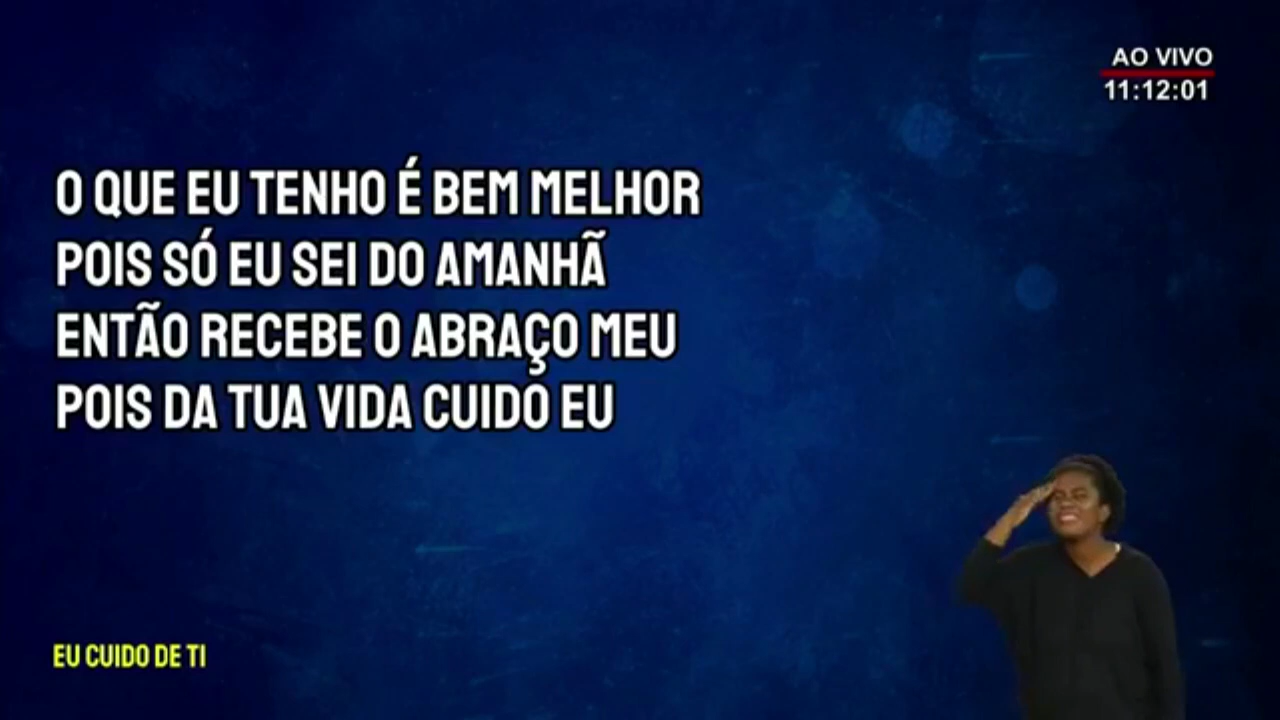 AO VIVO
11:12:01
O QUE EU TENHO É BEM MELHOR
POIS SÓ EU SEI DO AMANHÃ
ENTÃO RECEBE O ABRAÇO MEU
POIS DA TUA VIDA CUIDO EU
EU CUIDO DE TI